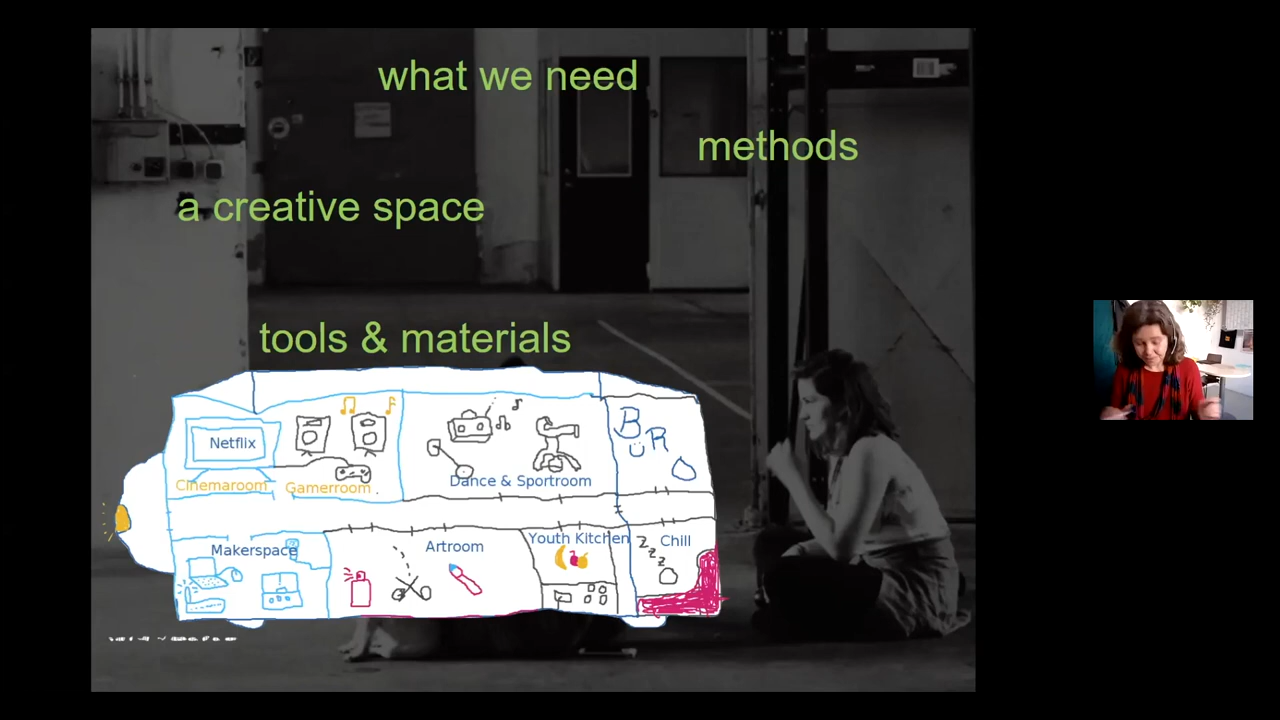 what we need
methods
a creative space
tools & materials
Netflix
Cinemaroom
Gamerroom
Dance & Sportroom
B
R
Makerspace
Artroom
Youth Kitchen
Chill
z
z
z